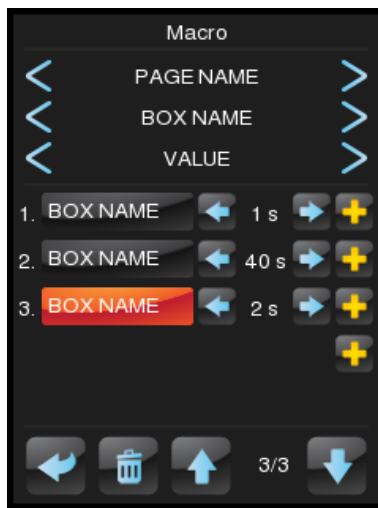 Macro
PAGE NAME
BOX NAME
VALUE
1. BOX NAME 1 s
2. BOX NAME 40 s
3. BOX NAME 2 s
3/3